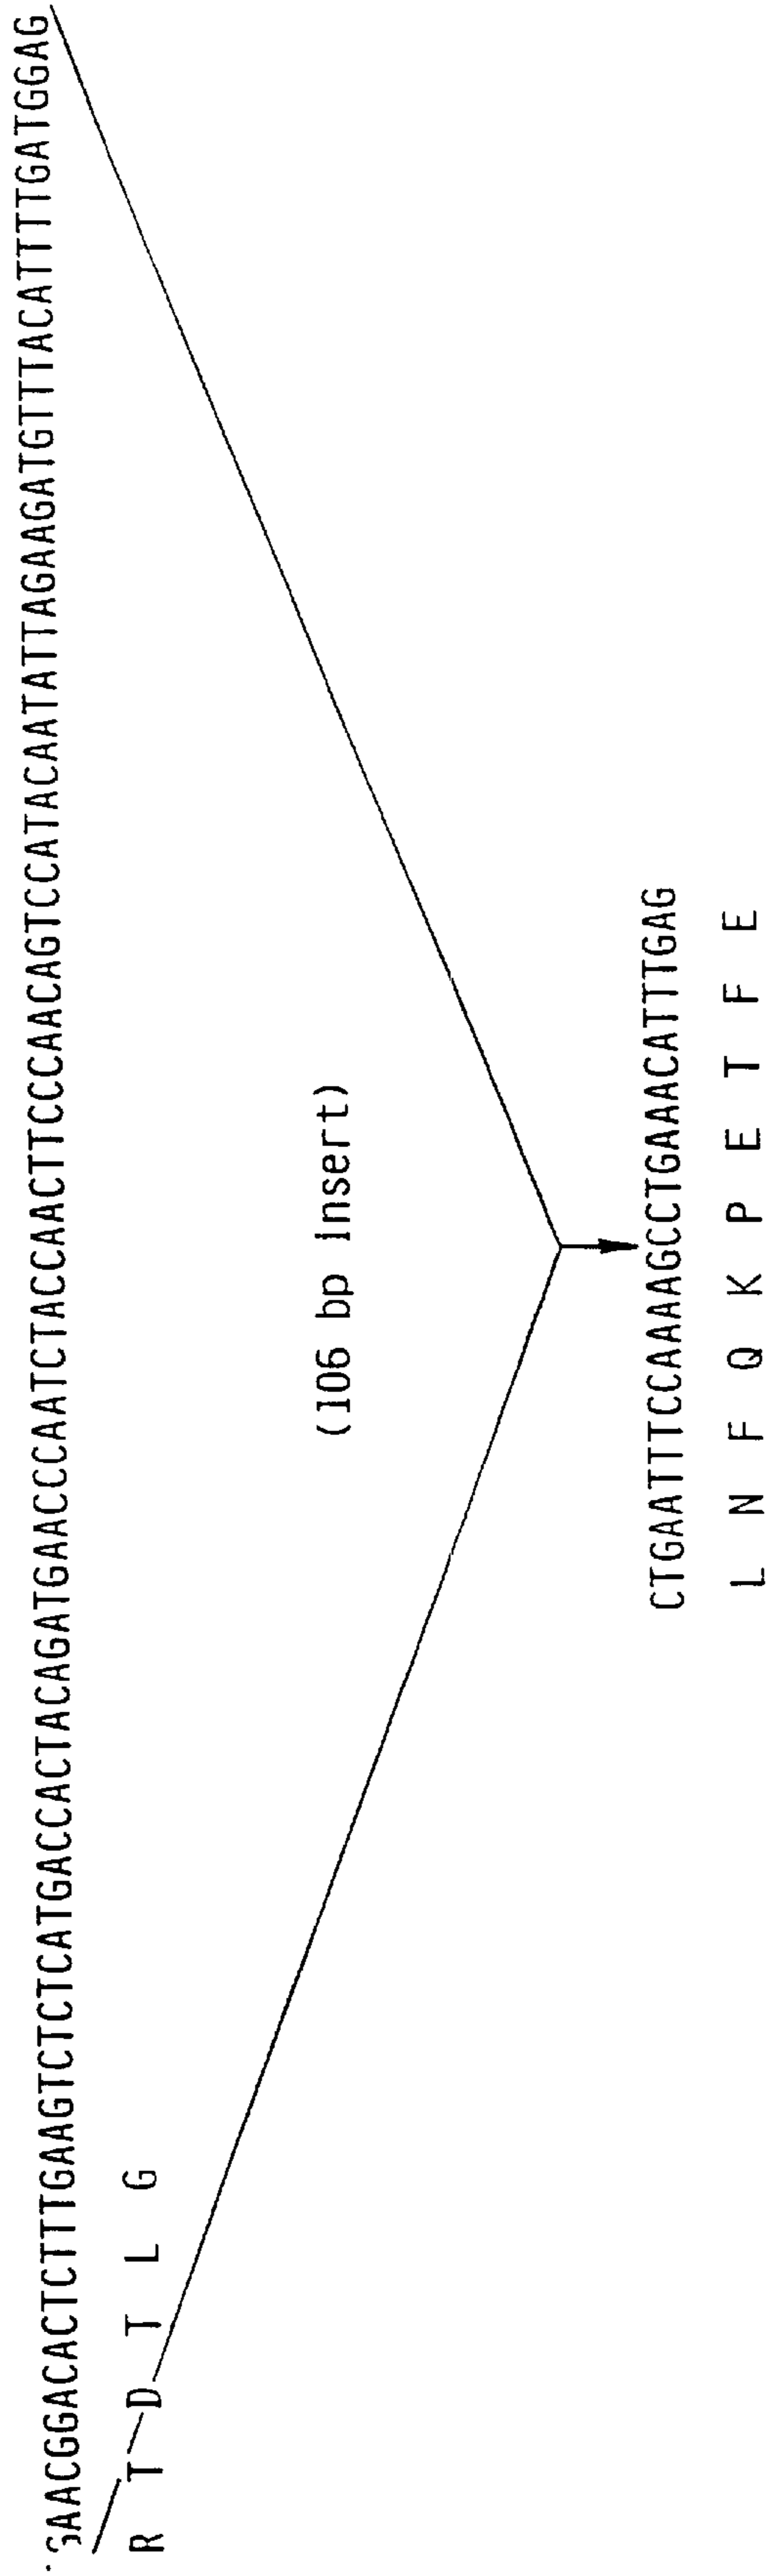 GAACGGACACTCTTTGAAGTCTCTCATGACCACTACAGATGAACCCAATCTACCAACTTCCCAACAGTCCATACAATATTAGAAGATGTTTACATTTTGATGGAG
R T D T L G
(106 bp insert)
CTGAATTTCCAAAAGCCTGAAACATTTGAG
L N F Q K P E T F E